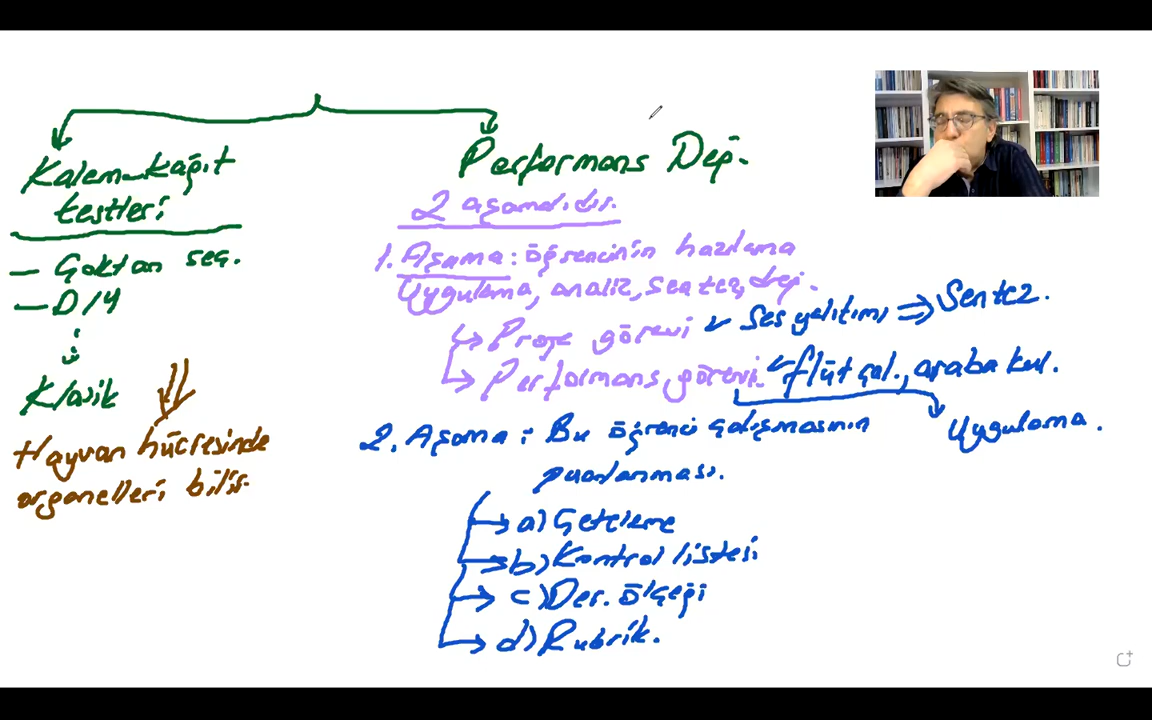 Kalem-kağıt
testleri
— Çoktan seç.
— D/Y
Klasik
Hayvan hücresinde
organelleri bilir.
Performans Değ.
2 aşamalıdır.
1. Aşama: öğrencinin hazırlama
Uygulama, analiz, sentez, değ.
Proje görevi ✓ Ses yalıtımı ⇒ Sentez.
Performans görevi ✓ flüt çal., araba kul.
Uygulama.
2. Aşama : Bu öğrenci çalışmasının
puanlanması.
a) Çeteleme
b) Kontrol listesi
c) Der. ölçeği
d) Rubrik.